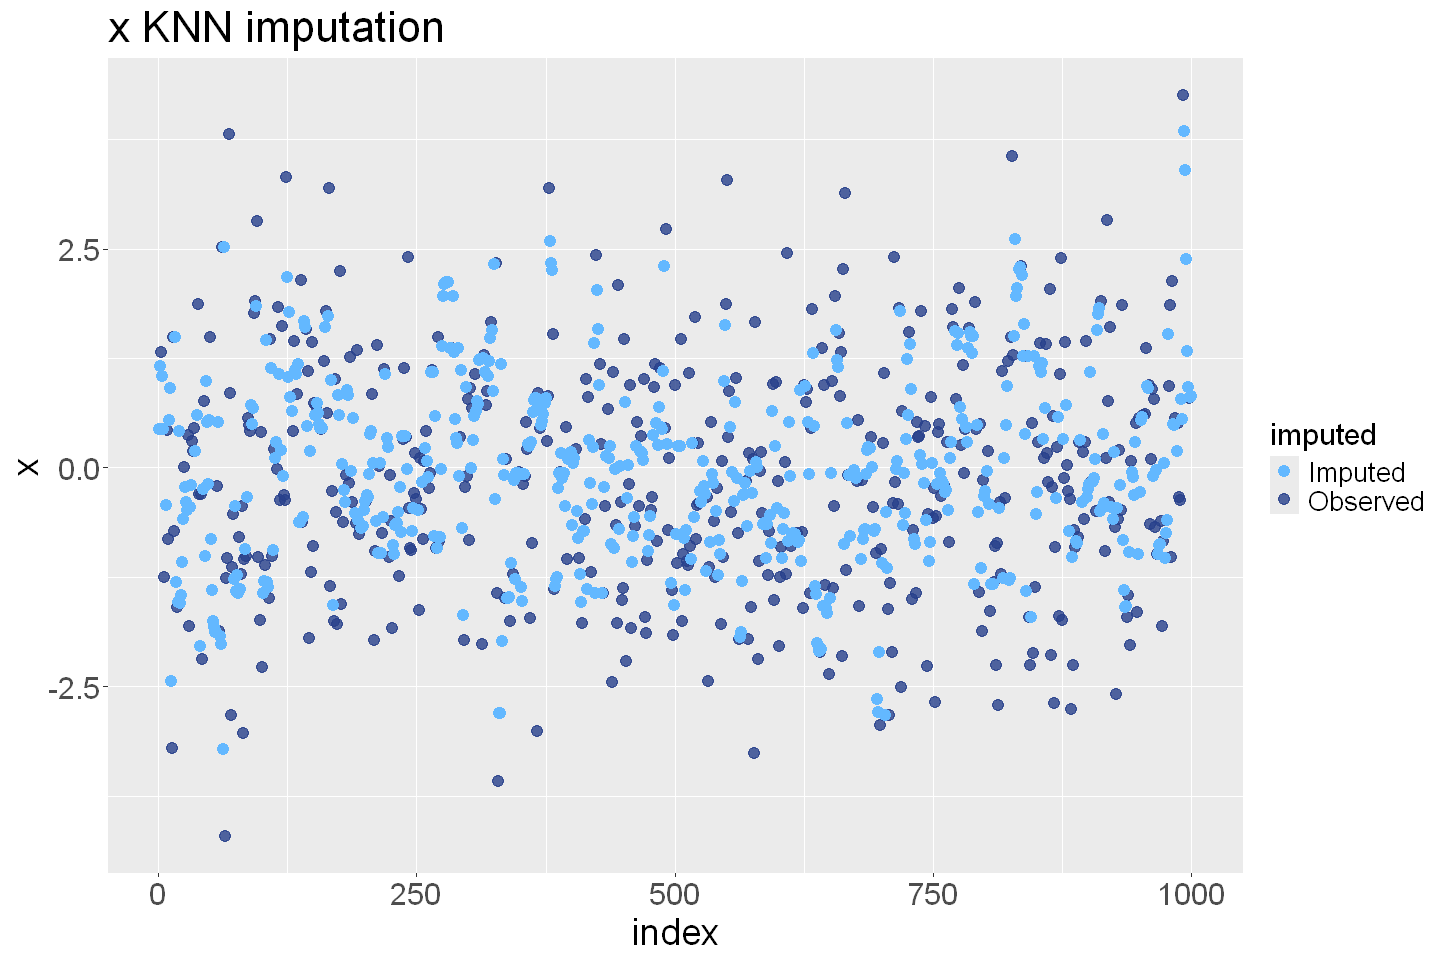 x KNN imputation
2.5
0.0
-2.5
x
0
250
500
750
1000
index
imputed
Imputed
Observed